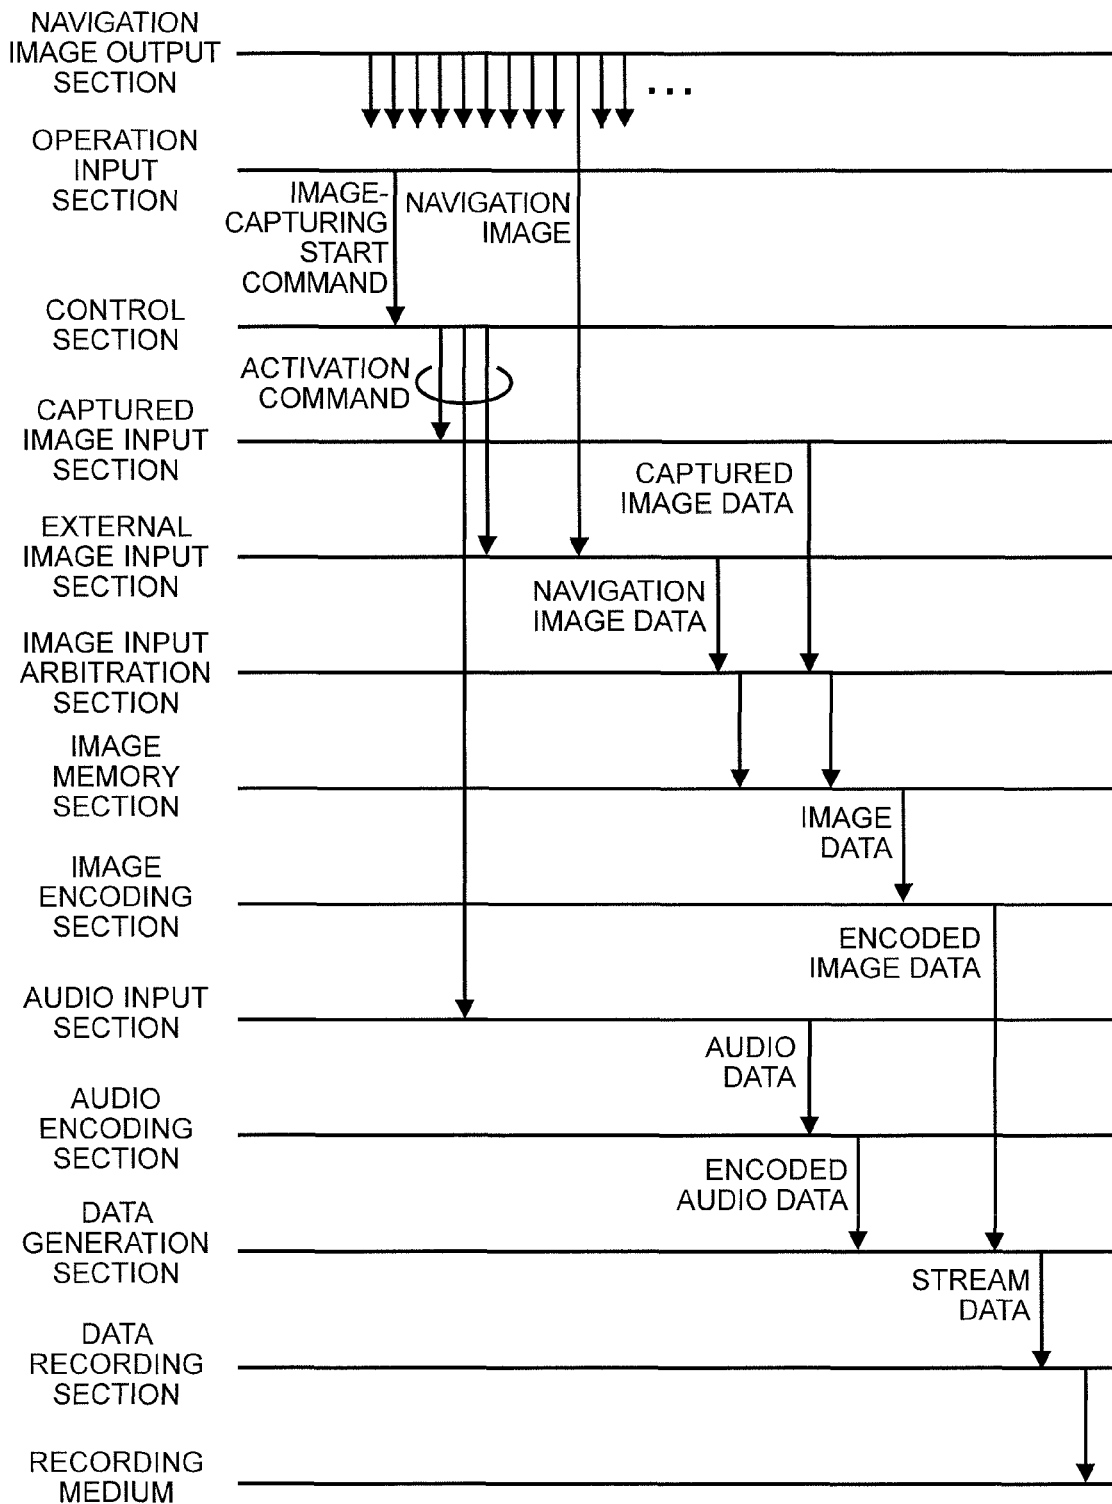 NAVIGATION
IMAGE OUTPUT
SECTION
...
OPERATION
INPUT
SECTION
IMAGE-
CAPTURING
START
COMMAND
NAVIGATION
IMAGE
CONTROL
SECTION
ACTIVATION
COMMAND
CAPTURED
IMAGE INPUT
SECTION
CAPTURED
IMAGE DATA
EXTERNAL
IMAGE INPUT
SECTION
NAVIGATION
IMAGE DATA
IMAGE INPUT
ARBITRATION
SECTION
IMAGE
MEMORY
SECTION
IMAGE
DATA
IMAGE
ENCODING
SECTION
ENCODED
IMAGE DATA
AUDIO INPUT
SECTION
AUDIO
DATA
AUDIO
ENCODING
SECTION
ENCODED
AUDIO DATA
DATA
GENERATION
SECTION
STREAM
DATA
DATA
RECORDING
SECTION
RECORDING
MEDIUM